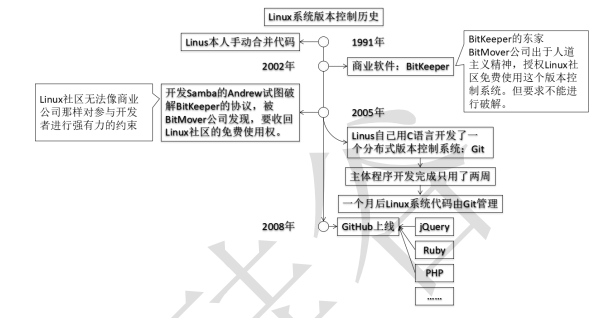 Linux系统版本控制历史
Linus本人手动合并代码
1991年
2002年
商业软件：BitKeeper
BitKeeper的东家
BitMover公司出于人道
主义精神，授权Linux社
区免费使用这个版本控
制系统。但要求不能进
行破解。
Linux社区无法像商业
公司那样对参与开发
者进行强有力的约束
开发Samba的Andrew试图破
解BitKeeper的协议，被
BitMover公司发现，要收回
Linux社区的免费使用权。
2005年
Linus自己用C语言开发了一
个分布式版本控制系统：Git
主体程序开发完成只用了两周
一个月后Linux系统代码由Git管理
2008年
GitHub上线
jQuery
Ruby
PHP
……